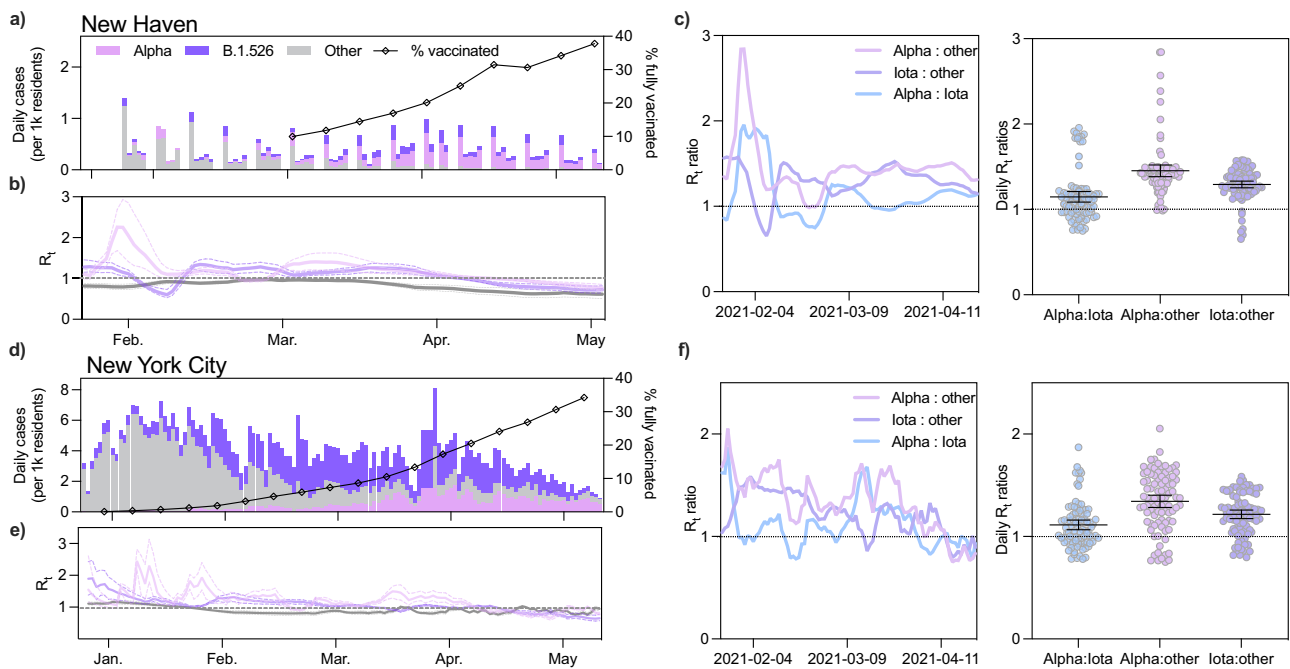 a) New Haven
Alpha B.1.526 Other % vaccinated
Daily cases
(per 1k residents)
2
1
0
40
30
20
10
0
% fully vaccinated
b)
Rt
3
2
1
0
Feb. Mar. Apr. May
c)
Rt ratio
3
2
1
0
Alpha : other
Iota : other
Alpha : Iota
2021-02-04 2021-03-09 2021-04-11
Daily Rt ratios
3
2
1
0
Alpha:Iota Alpha:other Iota:other
d) New York City
Daily cases
(per 1k residents)
8
6
4
2
0
40
30
20
10
0
% fully vaccinated
e)
Rt
3
2
1
Jan. Feb. Mar. Apr. May
f)
Rt ratio
2
1
0
Alpha : other
Iota : other
Alpha : Iota
2021-02-04 2021-03-09 2021-04-11
Daily Rt ratios
2
1
0
Alpha:Iota Alpha:other Iota:other